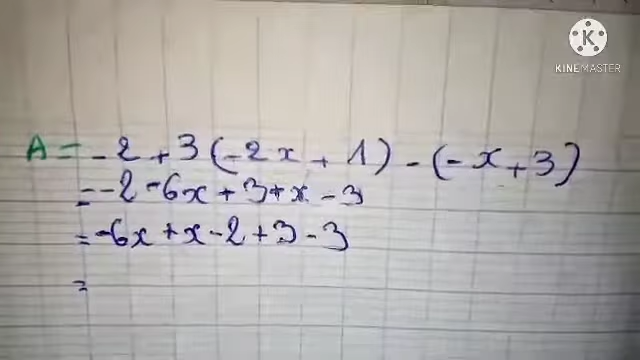 K
KINEMASTER
A = -2 + 3(-2x + 1) - (-x + 3)
= -2 -6x + 3 + x - 3
= -6x + x - 2 + 3 - 3
=